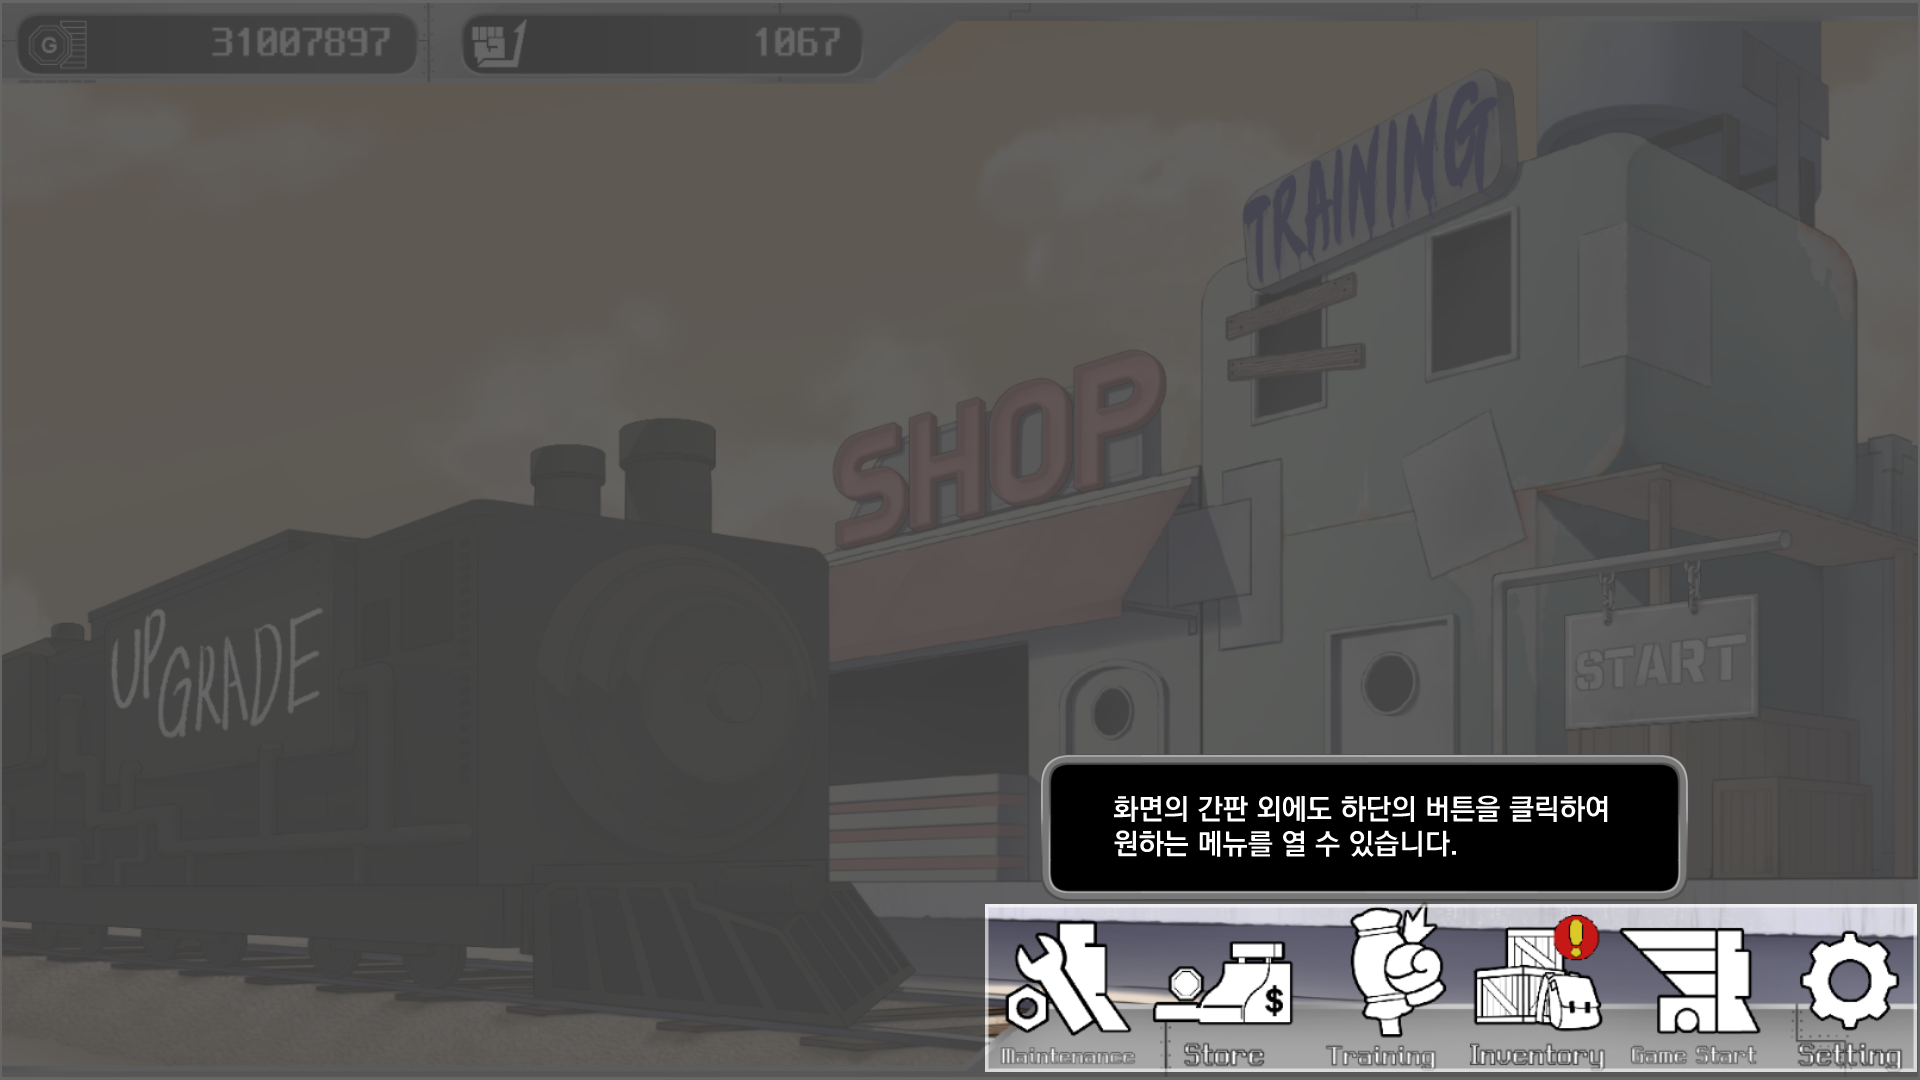 G 31007897 1 1067
TRAINING
SHOP
UPGRADE
START
화면의 간판 외에도 하단의 버튼을 클릭하여
원하는 메뉴를 열 수 있습니다.
$
Maintenance Store Training Inventory Game Start Setting